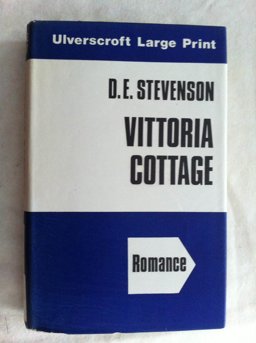 Ulverscroft Large Print
D.E. STEVENSON
VITTORIA
COTTAGE
Romance